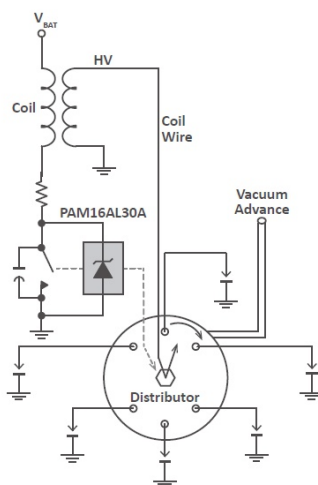 VBAT
HV
Coil
Coil
Wire
PAM16AL30A
Vacuum
Advance
Distributor